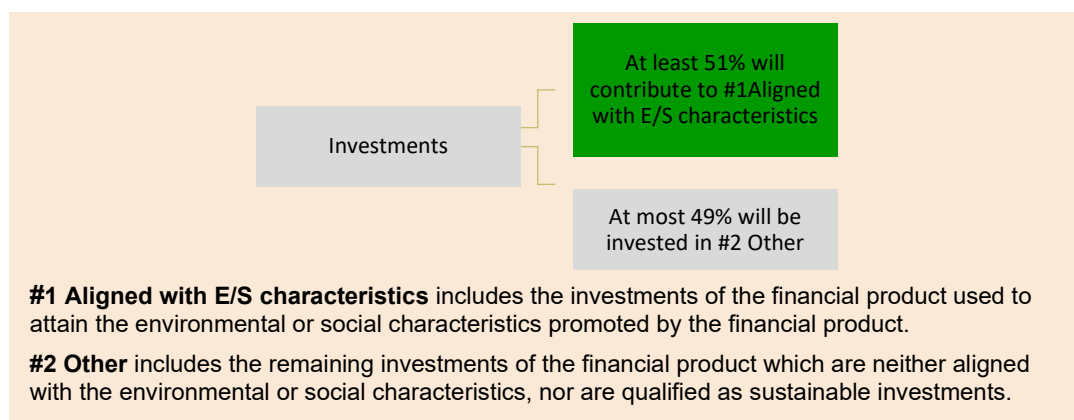 At least 51% will
contribute to #1Aligned
with E/S characteristics
Investments
At most 49% will be
invested in #2 Other
#1 Aligned with E/S characteristics includes the investments of the financial product used to
attain the environmental or social characteristics promoted by the financial product.
#2 Other includes the remaining investments of the financial product which are neither aligned
with the environmental or social characteristics, nor are qualified as sustainable investments.